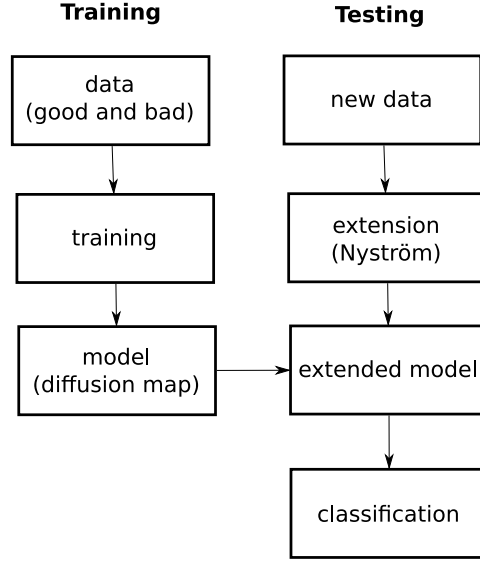 Training
data
(good and bad)
training
model
(diffusion map)
Testing
new data
extension
(Nyström)
extended model
classification